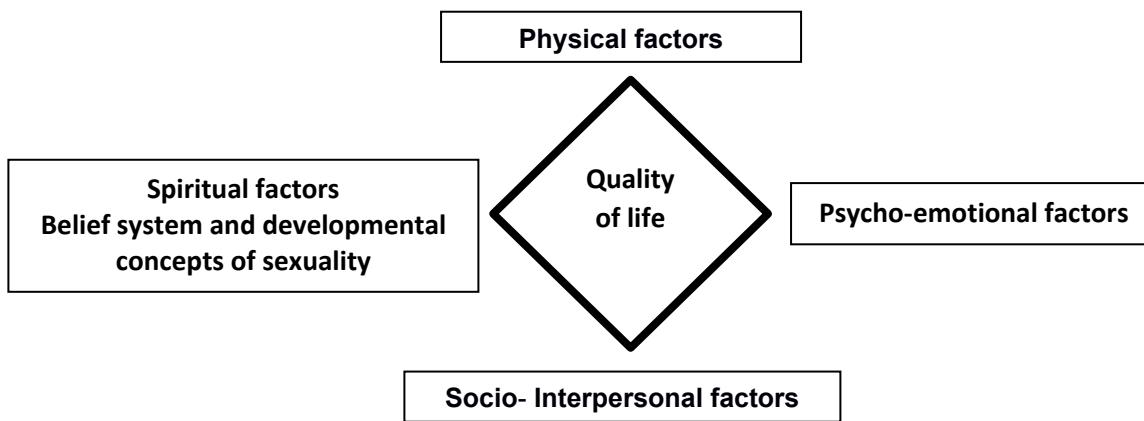 Physical factors
Spiritual factors
Belief system and developmental
concepts of sexuality
Quality
of life
Psycho-emotional factors
Socio- Interpersonal factors